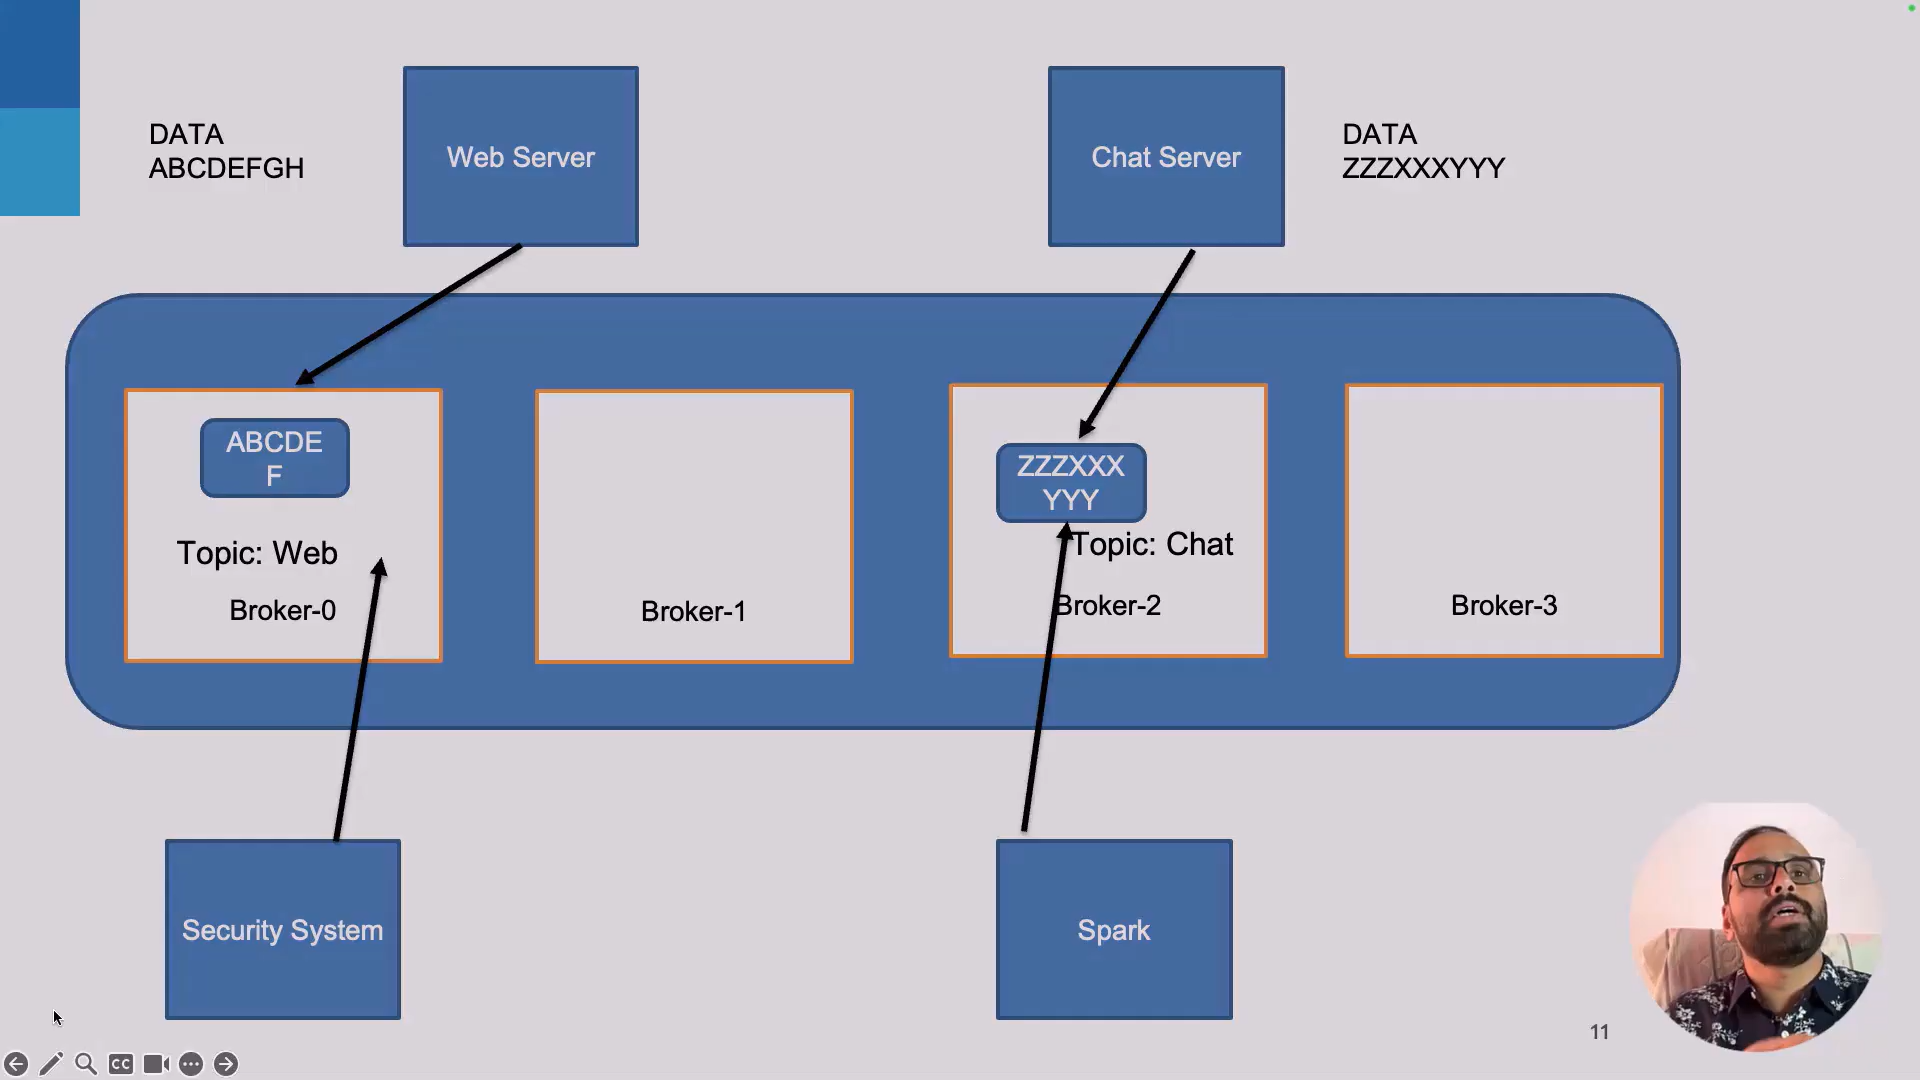 DATA
ABCDEFGH
Web Server
Chat Server
DATA
ZZZXXXYYY
ABCDE
F
Topic: Web
Broker-0
Broker-1
ZZZXXX
YYY
Topic: Chat
Broker-2
Broker-3
Security System
Spark
11
CC